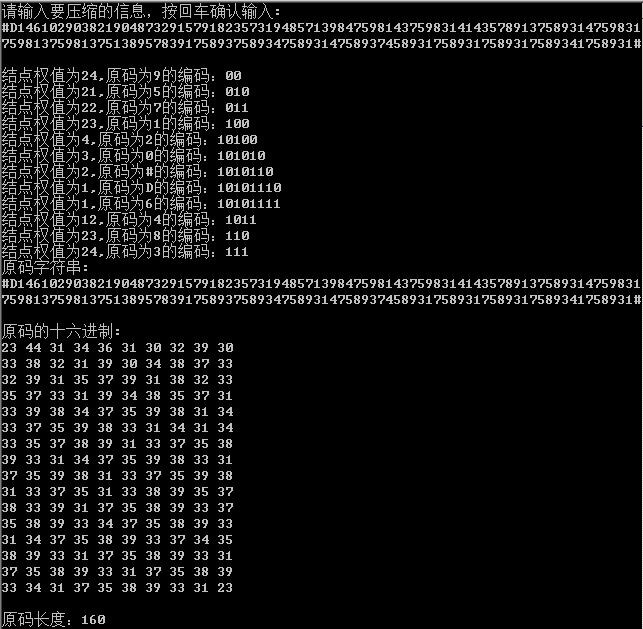 请输入要压缩的信息，按回车确认输入：
#D146102903821904873291579182357319485713984759814375983141435789137589314759831
7598137598137513895783917589375893475893147589374589317589317589317589341758931#
结点权值为24,原码为9的编码：00
结点权值为21,原码为5的编码：010
结点权值为22,原码为7的编码：011
结点权值为23,原码为1的编码：100
结点权值为4,原码为2的编码：10100
结点权值为3,原码为0的编码：101010
结点权值为2,原码为#的编码：1010110
结点权值为1,原码为D的编码：10101110
结点权值为1,原码为6的编码：10101111
结点权值为12,原码为4的编码：1011
结点权值为23,原码为8的编码：110
结点权值为24,原码为3的编码：111
原码字符串：
#D146102903821904873291579182357319485713984759814375983141435789137589314759831
7598137598137513895783917589375893475893147589374589317589317589317589341758931#
原码的十六进制：
23 44 31 34 36 31 30 32 39 30
33 38 32 31 39 30 34 38 37 33
32 39 31 35 37 39 31 38 32 33
35 37 33 31 39 34 38 35 37 31
33 39 38 34 37 35 39 38 31 34
33 37 35 39 38 33 31 34 31 34
33 35 37 38 39 31 33 37 35 38
39 33 31 34 37 35 39 38 33 31
37 35 39 38 31 33 37 35 39 38
31 33 37 35 31 33 38 39 35 37
38 33 39 31 37 35 38 39 33 37
35 38 39 33 34 37 35 38 39 33
31 34 37 35 38 39 33 37 34 35
38 39 33 31 37 35 38 39 33 31
37 35 38 39 33 31 37 35 38 39
33 34 31 37 35 38 39 33 31 23
原码长度：160